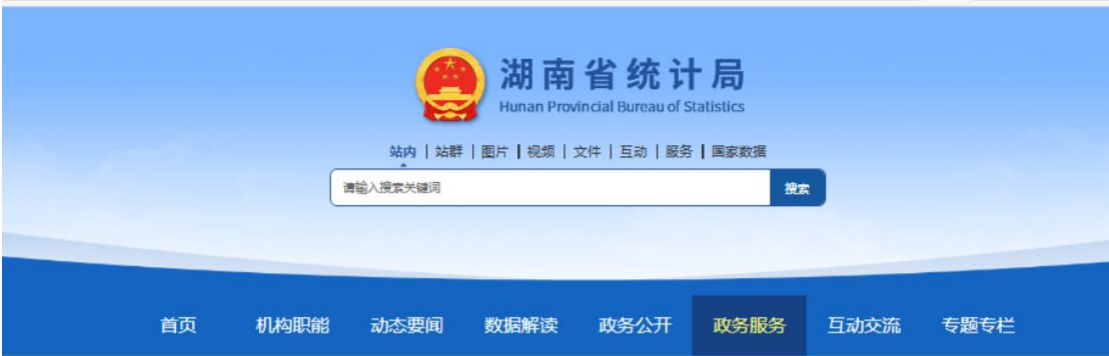 湖南省统计局
Hunan Provincial Bureau of Statistics
站内 | 站群 | 图片 | 视频 | 文件 | 互动 | 服务 | 国家数据
请输入搜索关键词 搜索
首页 机构职能 动态要闻 数据解读 政务公开 政务服务 互动交流 专题专栏